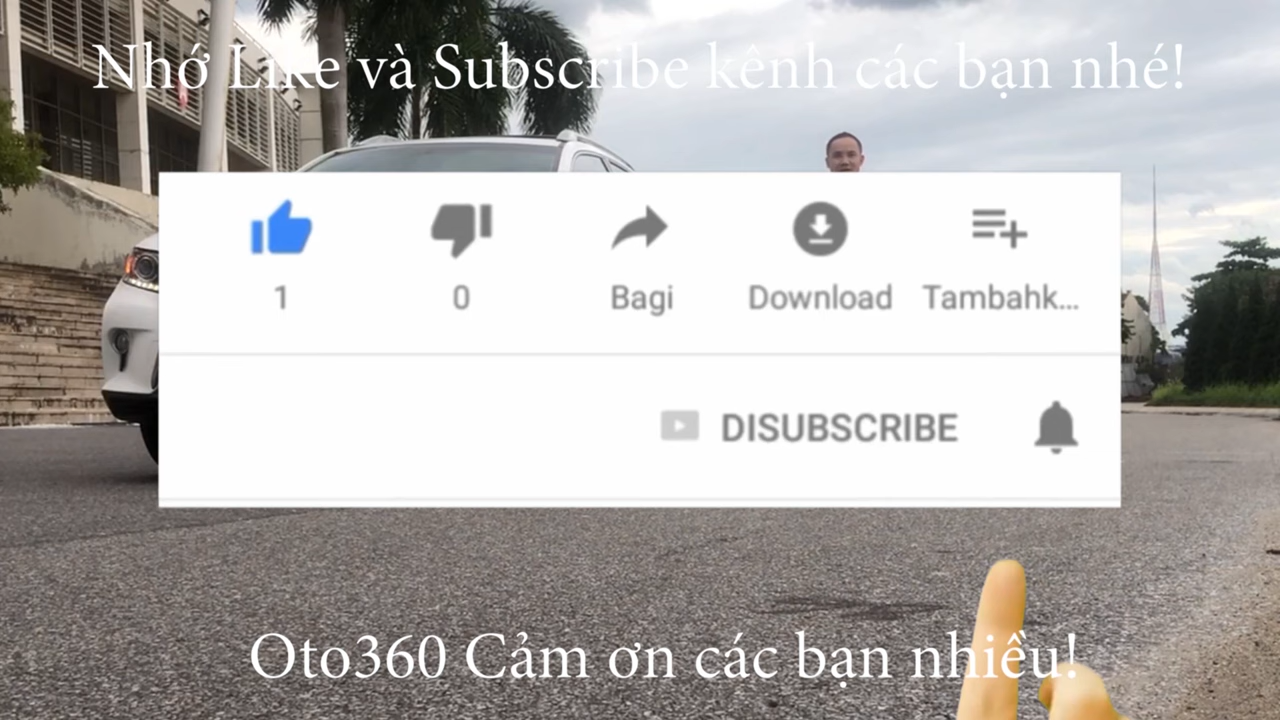 Nhớ Like và Subscribe kênh các bạn nhé!
1 0 Bagi Download Tambahk...
DISUBSCRIBE
Oto360 Cảm ơn các bạn nhiều!